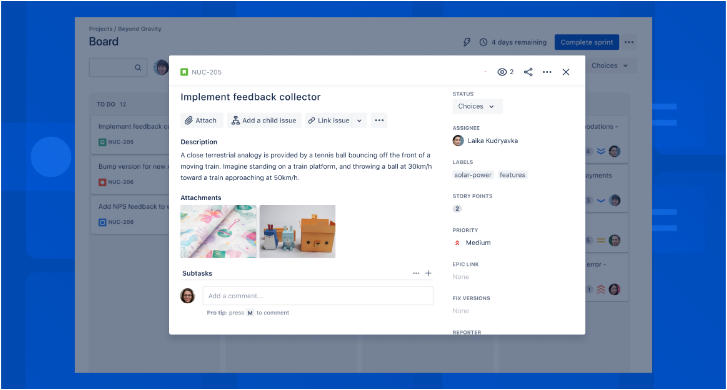 Projects / Beyond Gravity
Board
4 days remaining
Complete sprint
Choices
TO DO 12
Implement feedback co
NUC-205
Bump version for new
NUC-206
Add NPS feedback to
NUC-206
NUC-205
2
Implement feedback collector
Attach
Add a child issue
Link issue
Description
A close terrestrial analogy is provided by a tennis ball bouncing off the front of a
moving train. Imagine standing on a train platform, and throwing a ball at 30km/h
toward a train approaching at 50km/h.
Attachments
Subtasks
Add a comment...
Pro tip: press M to comment
STATUS
Choices
ASSIGNEE
Laika Kudryavka
LABELS
solar-power features
STORY POINTS
2
PRIORITY
Medium
EPIC LINK
None
FIX VERSIONS
None
REPORTER
dations -
ayments
error -